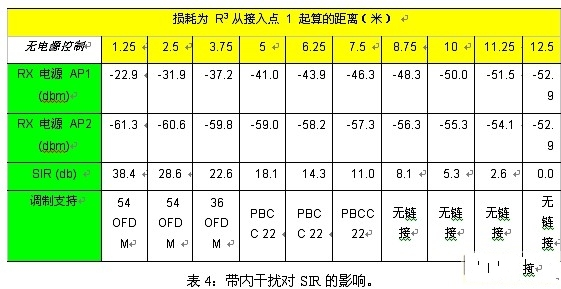 损耗为 R³从接入点 1 起算的距离（米）
无电源控制 1.25 2.5 3.75 5 6.25 7.5 8.75 10 11.25 12.5
RX 电源 AP1 (dbm) -22.9 -31.9 -37.2 -41.0 -43.9 -46.3 -48.3 -50.0 -51.5 -52.9
RX 电源 AP2 (dbm) -61.3 -60.6 -59.8 -59.0 -58.2 -57.3 -56.3 -55.3 -54.1 -52.9
SIR (db) 38.4 28.6 22.6 18.1 14.3 11.0 8.1 5.3 2.6 0.0
调制支持 54 OFDM 54 OFDM 36 OFDM PBCC 22 PBCC 22 PBCC 22 无链接 无链接 无链接 无链接
表 4：带内干扰对 SIR 的影响。